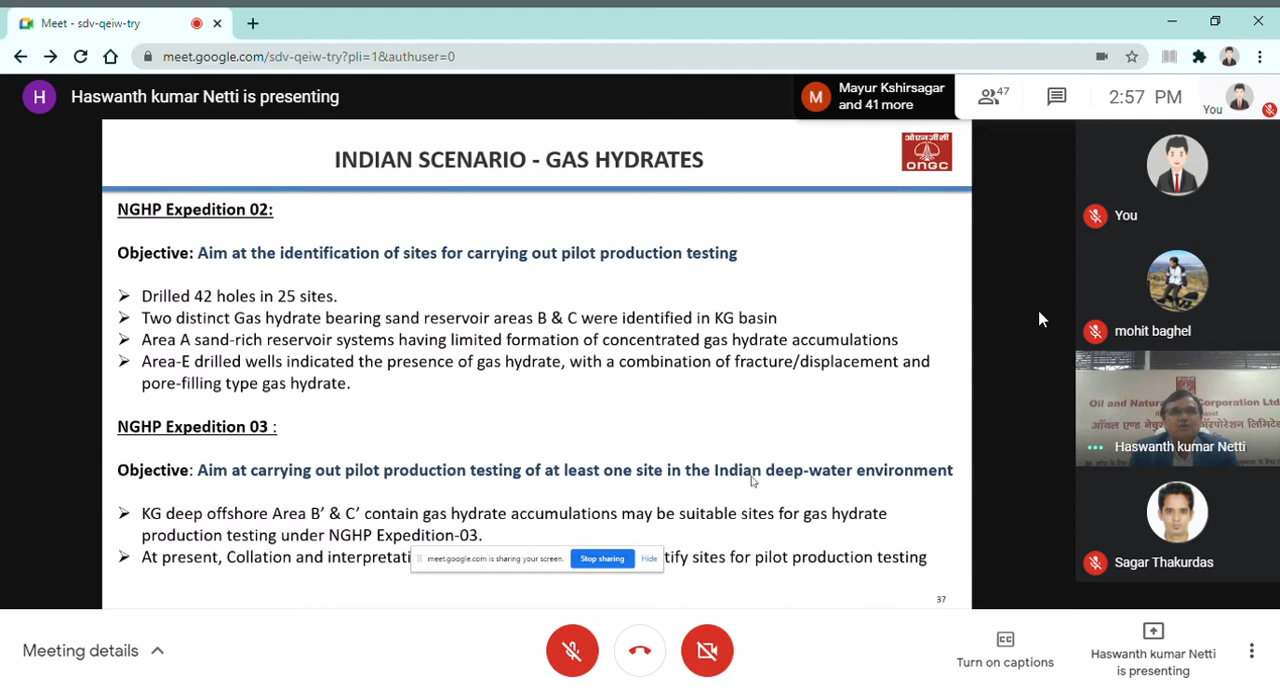 Meet - sdv-qeiw-try
meet.google.com/sdv-qeiw-try?pli=1&authuser=0
H
Haswanth kumar Netti is presenting
M
Mayur Kshirsagar
and 41 more
47
2:57 PM
You
INDIAN SCENARIO - GAS HYDRATES
ओएनजीसी
ONGC
NGHP Expedition 02:
Objective: Aim at the identification of sites for carrying out pilot production testing
➢ Drilled 42 holes in 25 sites.
➢ Two distinct Gas hydrate bearing sand reservoir areas B & C were identified in KG basin
➢ Area A sand-rich reservoir systems having limited formation of concentrated gas hydrate accumulations
➢ Area-E drilled wells indicated the presence of gas hydrate, with a combination of fracture/displacement and
pore-filling type gas hydrate.
NGHP Expedition 03 :
Objective: Aim at carrying out pilot production testing of at least one site in the Indian deep-water environment
➢ KG deep offshore Area B’ & C’ contain gas hydrate accumulations may be suitable sites for gas hydrate
production testing under NGHP Expedition-03.
➢ At present, Collation and interpretati
meet.google.com is sharing your screen.
Stop sharing
Hide
tify sites for pilot production testing
37
You
mohit baghel
Oil and Natur Corporation Ltd
ऑयल एण्ड नेचु
Haswanth kumar Netti
Sagar Thakurdas
Meeting details
CC
Turn on captions
Haswanth kumar Netti
is presenting